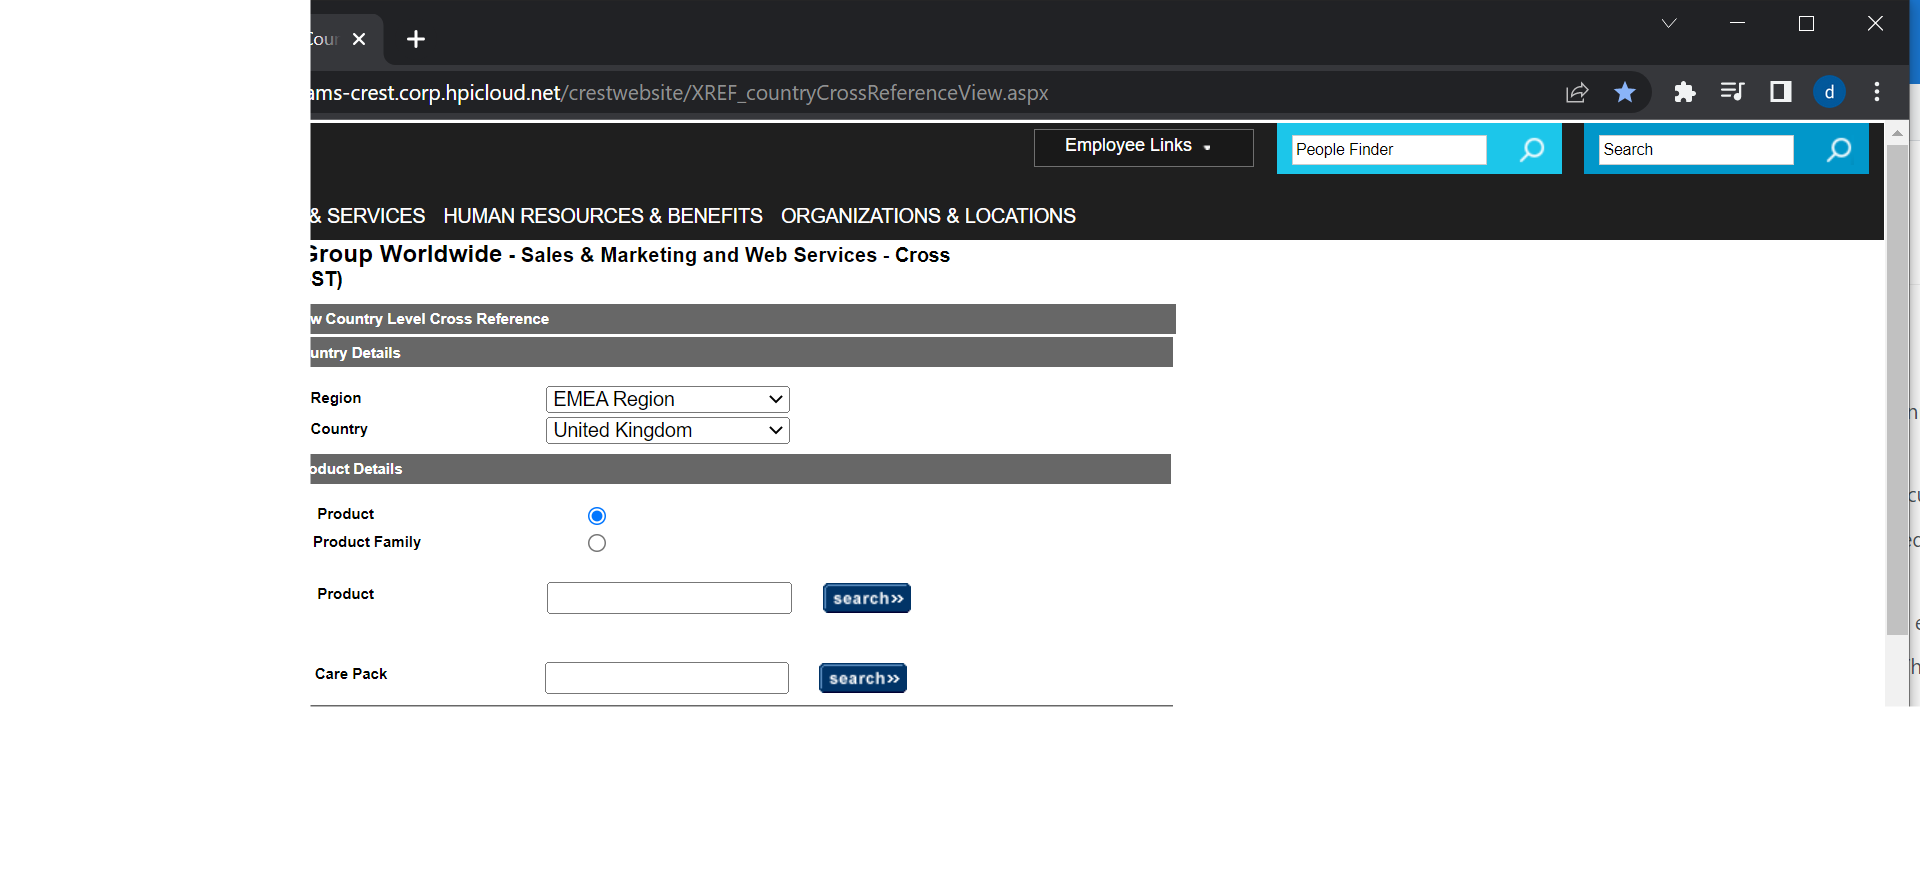 ams-crest.corp.hpicloud.net/crestwebsite/XREF_countryCrossReferenceView.aspx
d
Employee Links
People Finder
Search
& SERVICES HUMAN RESOURCES & BENEFITS ORGANIZATIONS & LOCATIONS
Group Worldwide - Sales & Marketing and Web Services - Cross
ST)
w Country Level Cross Reference
untry Details
Region
EMEA Region
Country
United Kingdom
oduct Details
Product
Product Family
Product
search»
Care Pack
search»